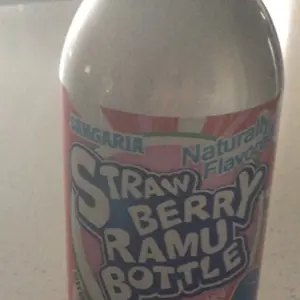 SANGARIA
Naturally
Flavored
STRAW
BERRY
RAMU
BOTTLE